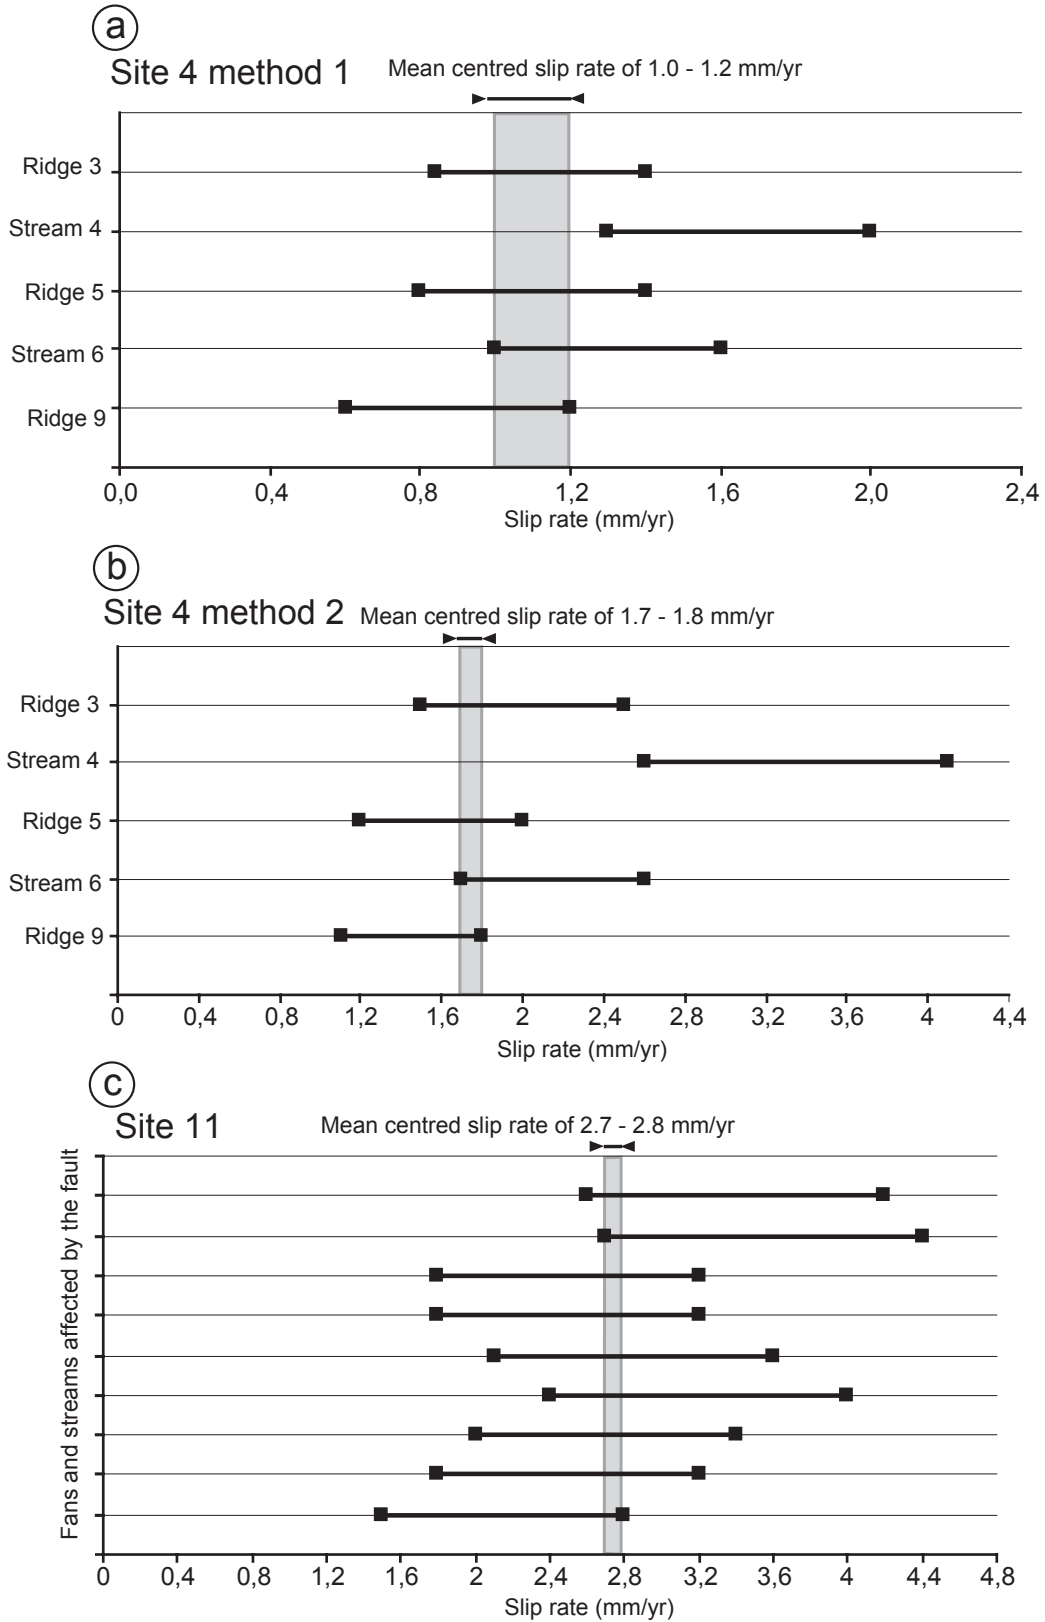 a
Site 4 method 1
Mean centred slip rate of 1.0 - 1.2 mm/yr
Ridge 3
Stream 4
Ridge 5
Stream 6
Ridge 9
0,0 0,4 0,8 1,2 1,6 2,0 2,4
Slip rate (mm/yr)
b
Site 4 method 2
Mean centred slip rate of 1.7 - 1.8 mm/yr
Ridge 3
Stream 4
Ridge 5
Stream 6
Ridge 9
0 0,4 0,8 1,2 1,6 2 2,4 2,8 3,2 3,6 4 4,4
Slip rate (mm/yr)
c
Site 11
Mean centred slip rate of 2.7 - 2.8 mm/yr
Fans and streams affected by the fault
0 0,4 0,8 1,2 1,6 2 2,4 2,8 3,2 3,6 4 4,4 4,8
Slip rate (mm/yr)